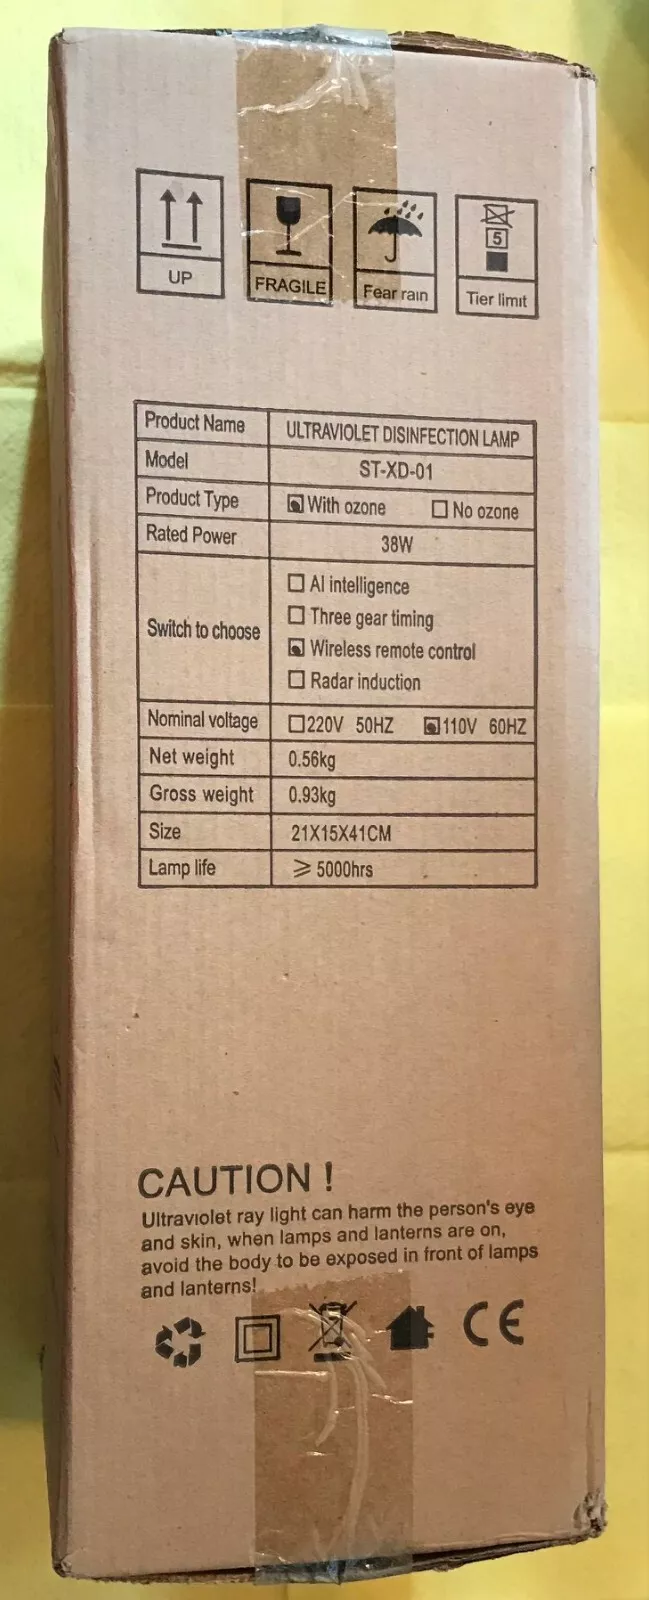 UP
FRAGILE
Fear rain
5
Tier limit
Product Name ULTRAVIOLET DISINFECTION LAMP
Model ST-XD-01
Product Type With ozone No ozone
Rated Power 38W
Switch to choose
AI intelligence
Three gear timing
Wireless remote control
Radar induction
Nominal voltage 220V 50HZ 110V 60HZ
Net weight 0.56kg
Gross weight 0.93kg
Size 21X15X41CM
Lamp life ⩾ 5000hrs
CAUTION !
Ultraviolet ray light can harm the person's eye
and skin, when lamps and lanterns are on,
avoid the body to be exposed in front of lamps
and lanterns!
CE